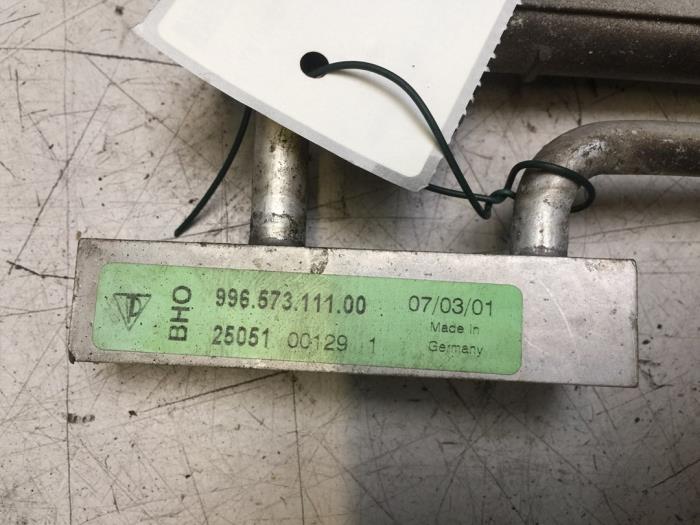 BHO
996.573.111.00 07/03/01
25051 00129 1 Made in
Germany